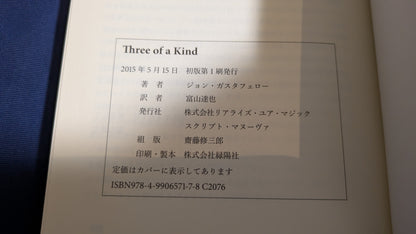 Three of a Kind
2015年5月15日 初版第1刷発行
著 者 ジョン・ガスタフェロー
訳 者 富山達也
発行社 株式会社リアライズ・ユア・マジック
スクリプト・マヌーヴァ
組 版 齋藤修三郎
印刷・製本 株式会社緑陽社
定価はカバーに表示してあります
ISBN978-4-9906571-7-8 C2076